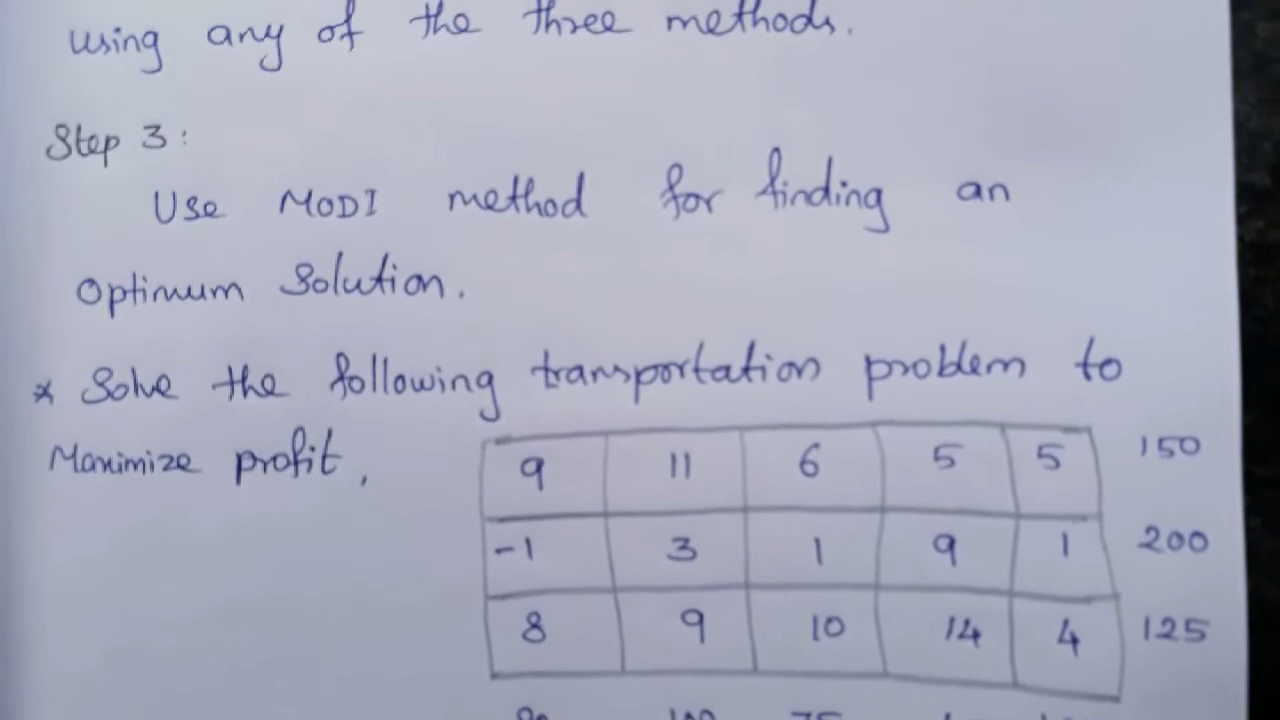 using any of the three methods.
Step 3:
Use MODI method for finding an
Optimum Solution.
* Solve the following transportation problem to
Maximize profit,
9 11 6 5 5 150
-1 3 1 9 1 200
8 9 10 14 4 125